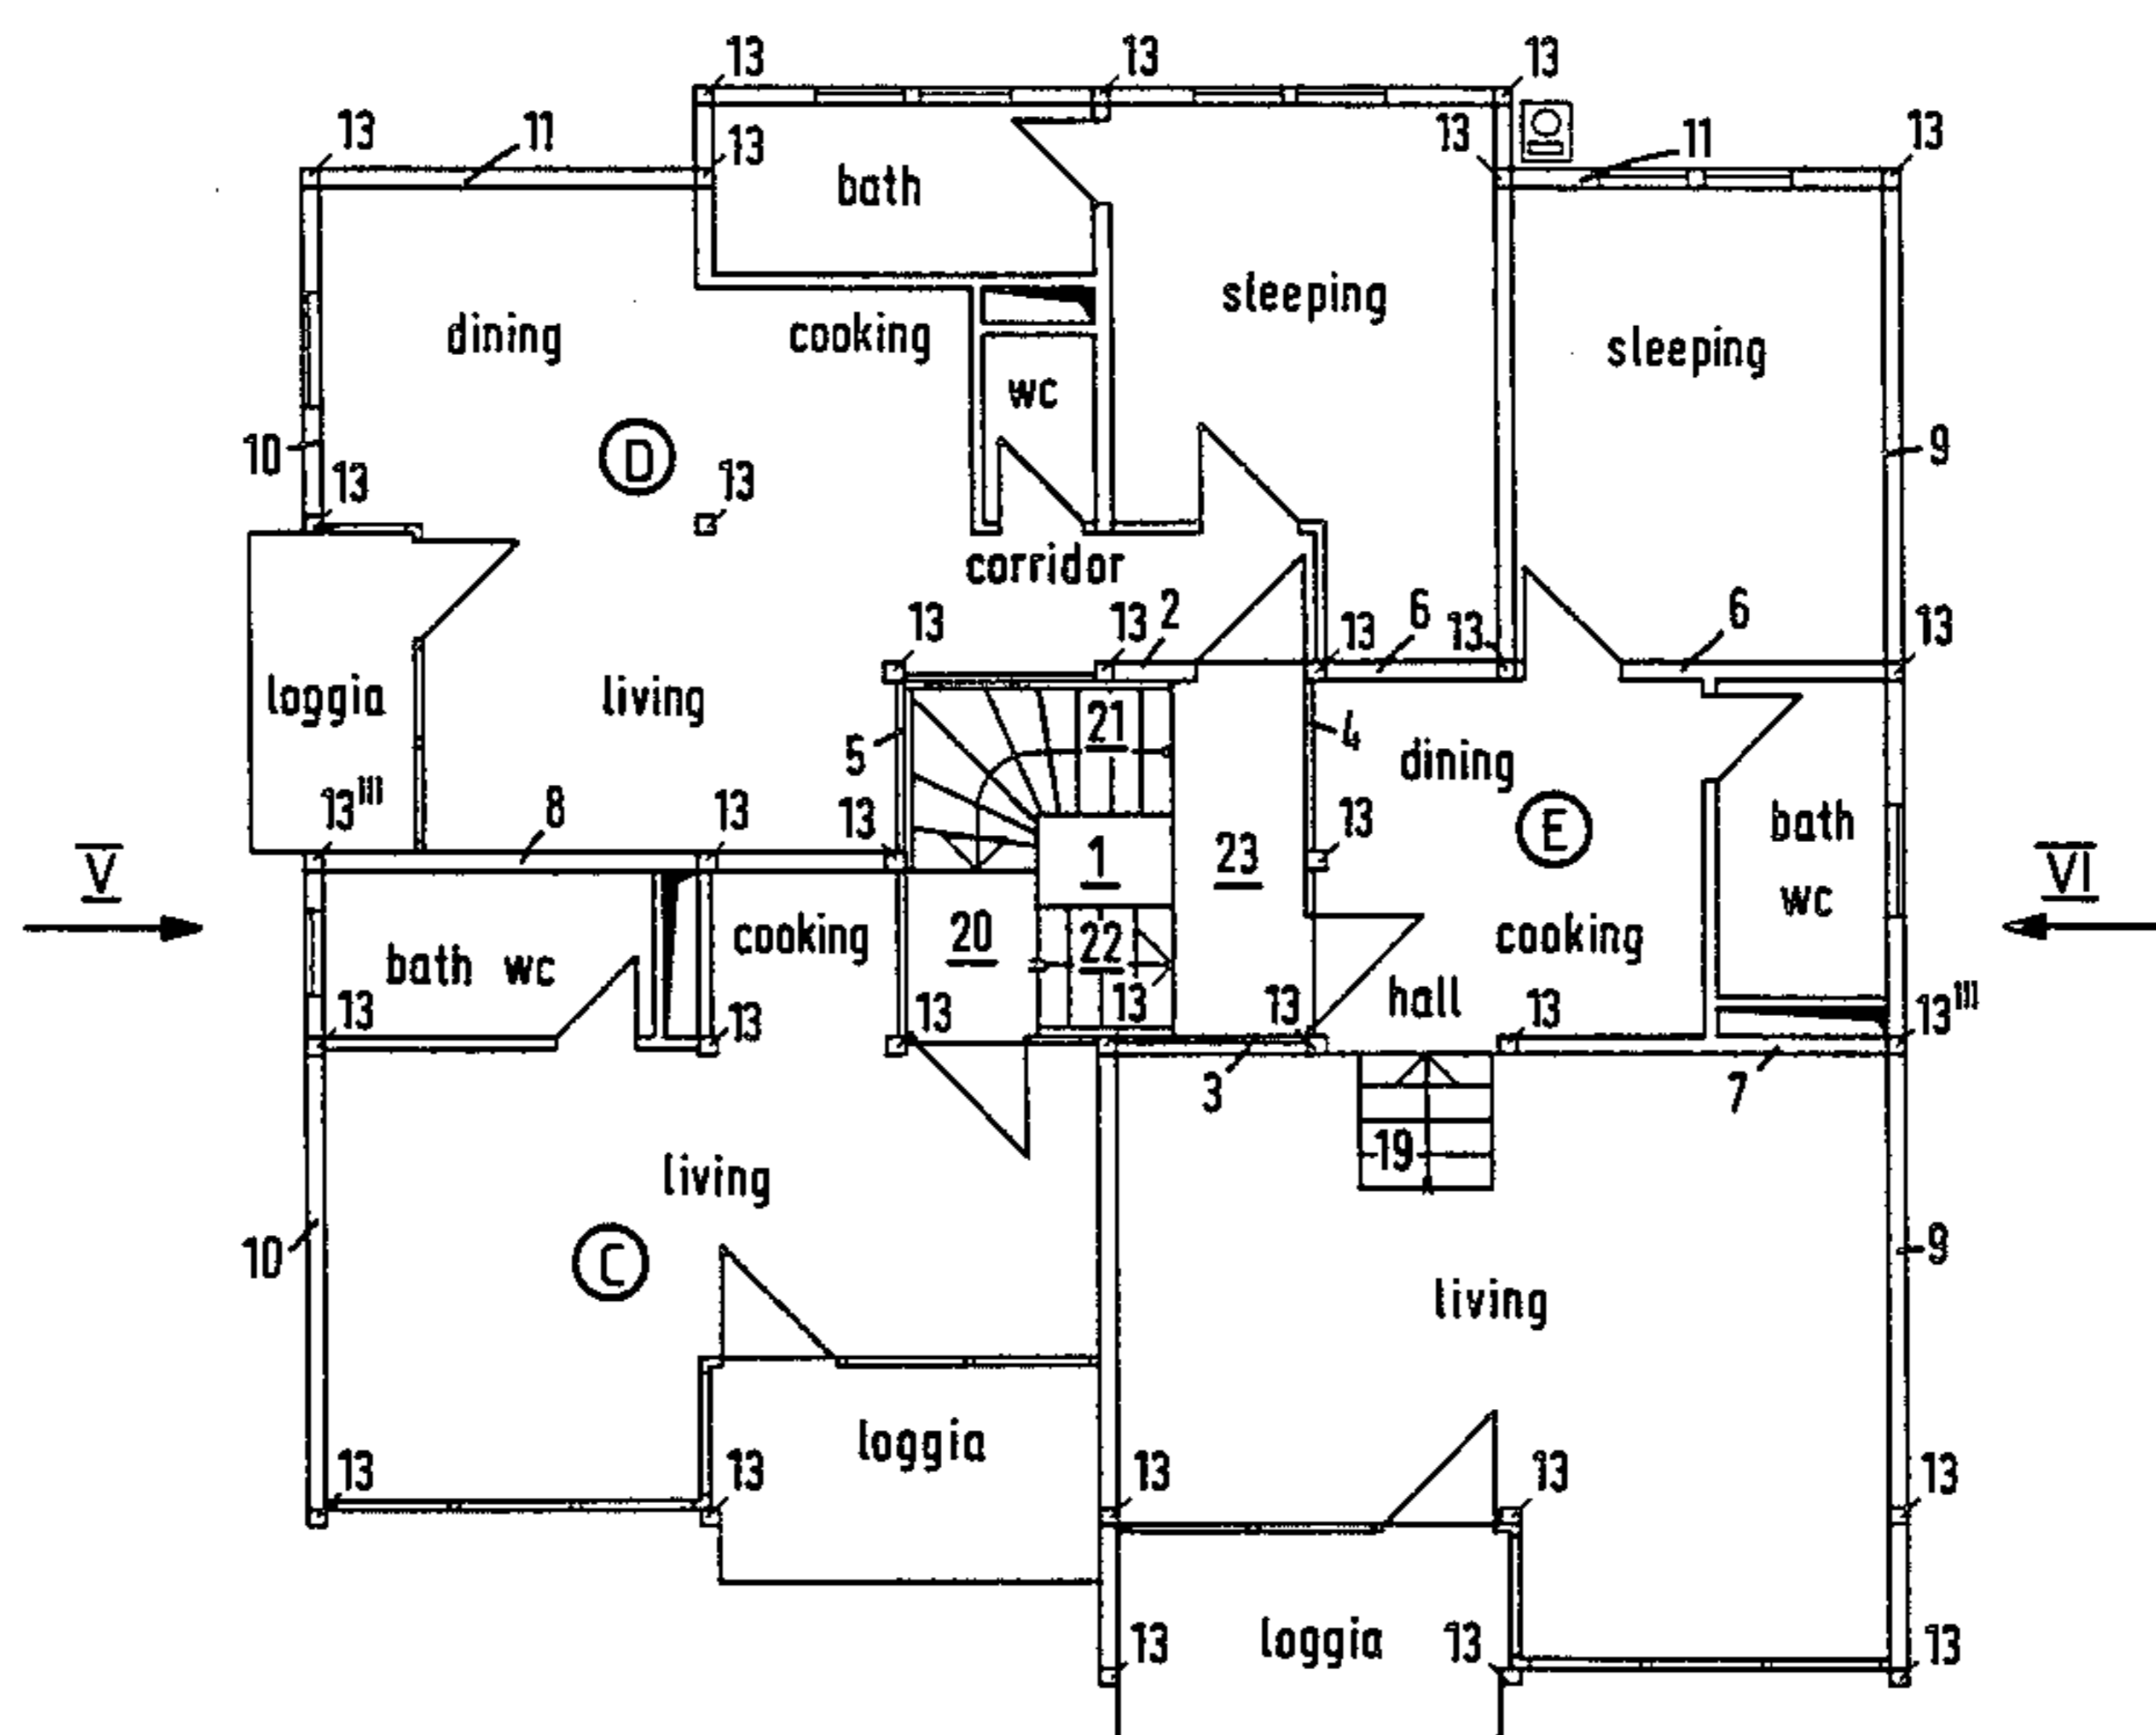 13 13 13
13 11 13 13 11 13
bath
sleeping
dining cooking sleeping
wc
10 D 9
13 13
corridor
13 13 2 13 6 13 6 13
loggia living 21
5 4 dining
13''' 8 13 13 13 E bath
V 1 23 VI
wc
cooking 20 22 cooking
bath wc
13 13 13 13 13 hall 13 13'''
3 7
19
living
10 C 9
living
loggia
13 13 13 13 13
13 loggia 13 13